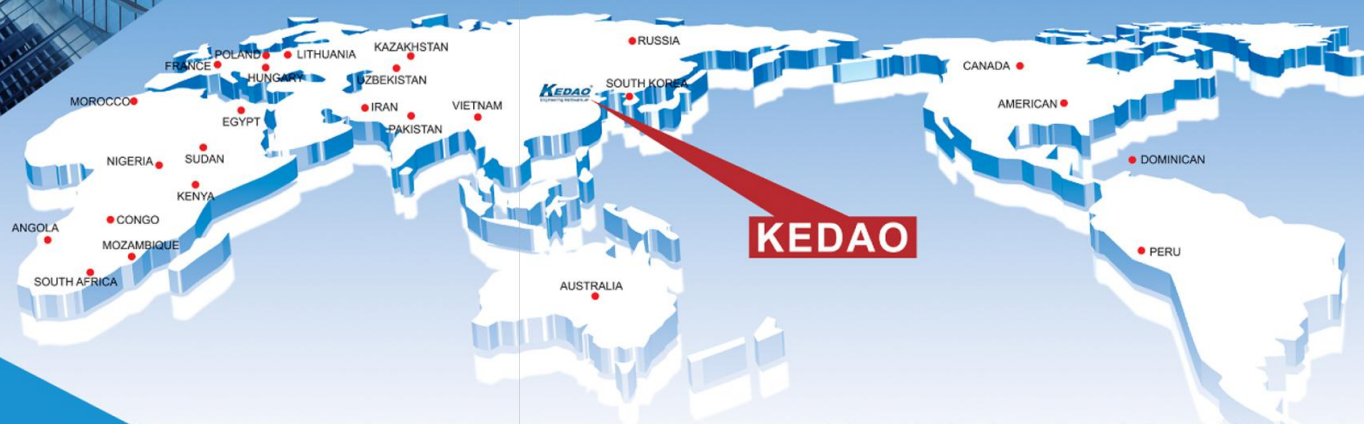 RUSSIA
POLAND
LITHUANIA
KAZAKHSTAN
FRANCE
HUNGARY
UZBEKISTAN
CANADA
SOUTH KOREA
KEDAO®
MOROCCO
IRAN
VIETNAM
AMERICAN
EGYPT
PAKISTAN
NIGERIA
SUDAN
DOMINICAN
KENYA
CONGO
ANGOLA
KEDAO
MOZAMBIQUE
PERU
SOUTH AFRICA
AUSTRALIA